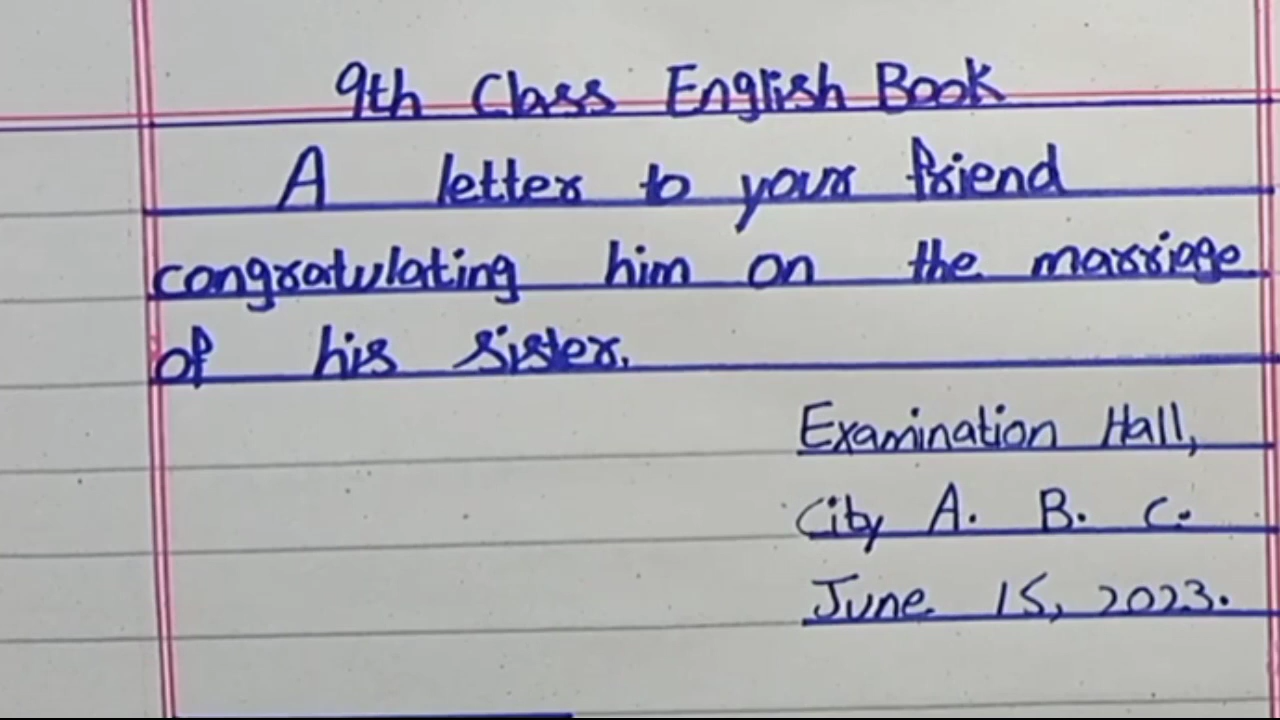 9th Class English Book
A letter to your friend
congratulating him on the marriage
of his sister.
Examination Hall,
City A. B. C.
June 15, 2023.